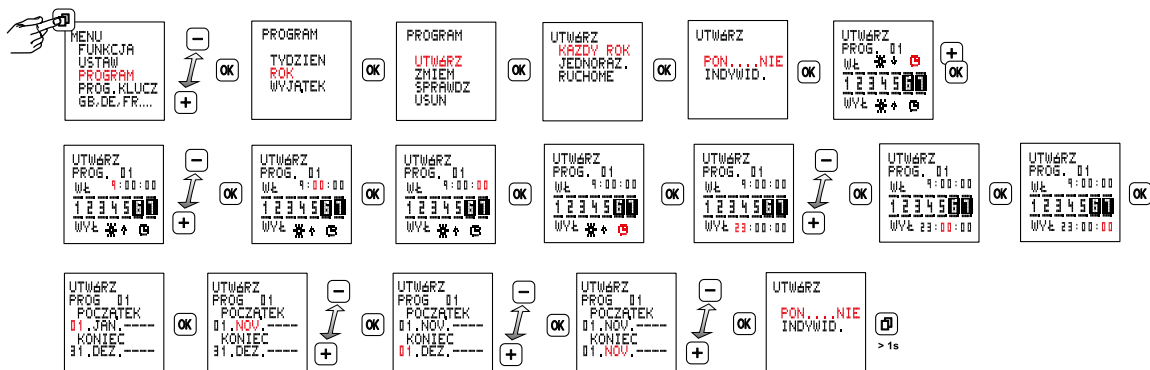 MENU
FUNKCJA
USTAW
PROGRAM
PROG.KLUCZ
GB,DE,FR....
−
+
OK
PROGRAM
TYDZIEN
ROK
WYJĄTEK
OK
PROGRAM
UTWÓRZ
ZMIEM
SPRAWDZ
USUN
OK
UTWÓRZ
KAŻDY ROK
JEDNORAZ.
RUCHOME
OK
UTWÓRZ
PON....NIE
INDYWID.
OK
UTWÓRZ
PROG. 01
WŁ
1 2 3 4 5 6 7
WYŁ
+
OK
UTWÓRZ
PROG. 01
WŁ 9:00:00
1 2 3 4 5 6 7
WYŁ
−
+
OK
UTWÓRZ
PROG. 01
WŁ 9:00:00
1 2 3 4 5 6 7
WYŁ
OK
UTWÓRZ
PROG. 01
WŁ 9:00:00
1 2 3 4 5 6 7
WYŁ
OK
UTWÓRZ
PROG. 01
WŁ 9:00:00
1 2 3 4 5 6 7
WYŁ
OK
UTWÓRZ
PROG. 01
WŁ 9:00:00
1 2 3 4 5 6 7
WYŁ 23:00:00
−
+
OK
UTWÓRZ
PROG. 01
WŁ 9:00:00
1 2 3 4 5 6 7
WYŁ 23:00:00
OK
UTWÓRZ
PROG. 01
WŁ 9:00:00
1 2 3 4 5 6 7
WYŁ 23:00:00
OK
UTWÓRZ
PROG 01
POCZĄTEK
01.JAN.----
KONIEC
31.DEZ.----
OK
UTWÓRZ
PROG 01
POCZĄTEK
01.NOV.----
KONIEC
31.DEZ.----
−
+
OK
UTWÓRZ
PROG 01
POCZĄTEK
01.NOV.----
KONIEC
01.DEZ.----
−
+
OK
UTWÓRZ
PROG 01
POCZĄTEK
01.NOV.----
KONIEC
01.NOV.----
−
+
OK
UTWÓRZ
PON....NIE
INDYWID.
> 1s